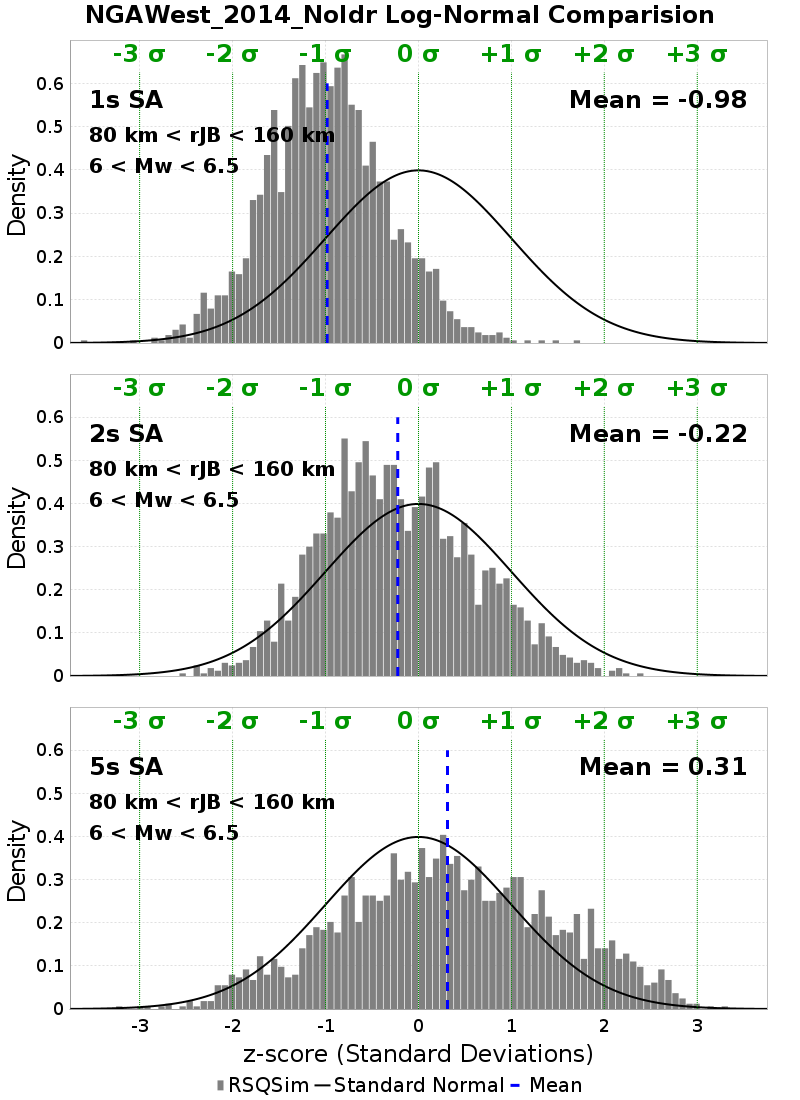 NGAWest_2014_NoIdr Log-Normal Comparision
-3 σ -2 σ -1 σ 0 σ +1 σ +2 σ +3 σ
1s SA Mean = -0.98
80 km < rJB < 160 km
6 < Mw < 6.5
Density
0.6
0.5
0.4
0.3
0.2
0.1
0
-3 σ -2 σ -1 σ 0 σ +1 σ +2 σ +3 σ
2s SA Mean = -0.22
80 km < rJB < 160 km
6 < Mw < 6.5
Density
0.6
0.5
0.4
0.3
0.2
0.1
0
-3 σ -2 σ -1 σ 0 σ +1 σ +2 σ +3 σ
5s SA Mean = 0.31
80 km < rJB < 160 km
6 < Mw < 6.5
Density
0.6
0.5
0.4
0.3
0.2
0.1
0
-3 -2 -1 0 1 2 3
z-score (Standard Deviations)
RSQSim Standard Normal Mean